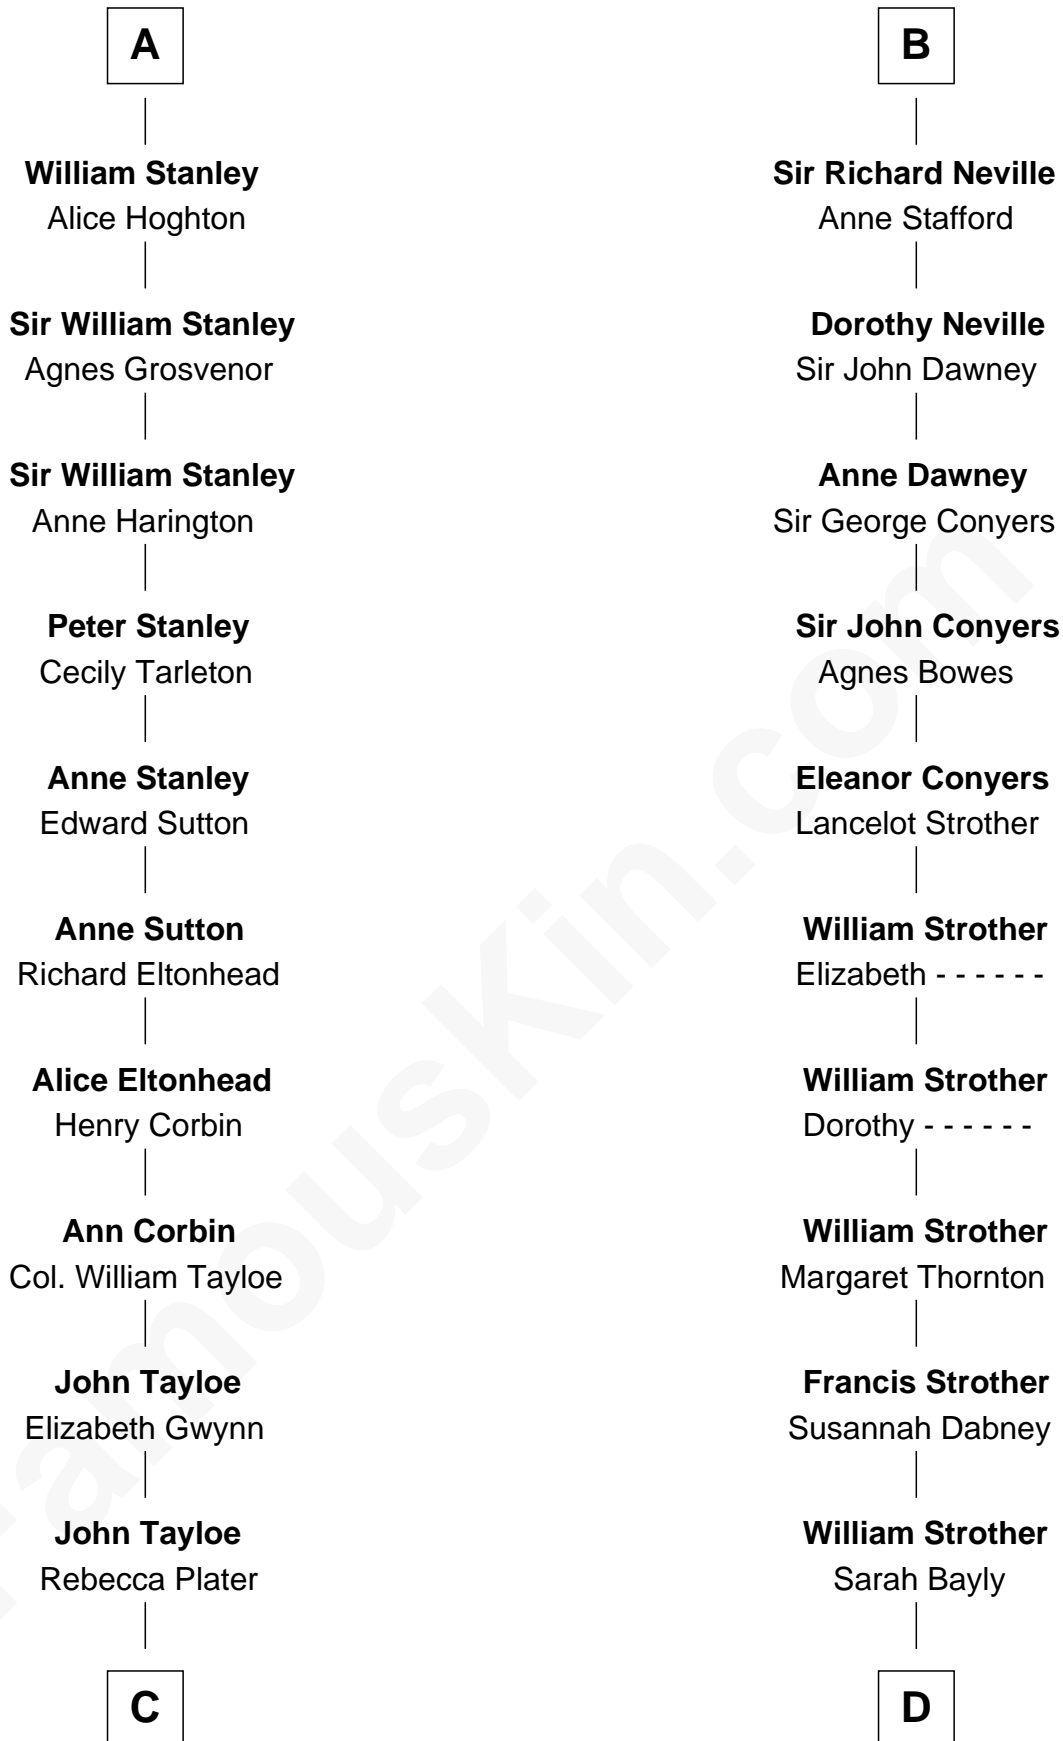 A
William Stanley
Alice Hoghton
Sir William Stanley
Agnes Grosvenor
Sir William Stanley
Anne Harington
Peter Stanley
Cecily Tarleton
Anne Stanley
Edward Sutton
Anne Sutton
Richard Eltonhead
Alice Eltonhead
Henry Corbin
Ann Corbin
Col. William Tayloe
John Tayloe
Elizabeth Gwynn
John Tayloe
Rebecca Plater
C
B
Sir Richard Neville
Anne Stafford
Dorothy Neville
Sir John Dawney
Anne Dawney
Sir George Conyers
Sir John Conyers
Agnes Bowes
Eleanor Conyers
Lancelot Strother
William Strother
Elizabeth - - - - - -
William Strother
Dorothy - - - - - -
William Strother
Margaret Thornton
Francis Strother
Susannah Dabney
William Strother
Sarah Bayly
D
FamousKin.com